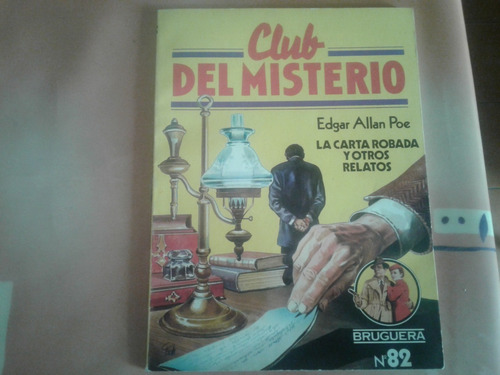 Club
DEL MISTERIO
Edgar Allan Poe
LA CARTA ROBADA
Y OTROS
RELATOS
BRUGUERA
Nº82